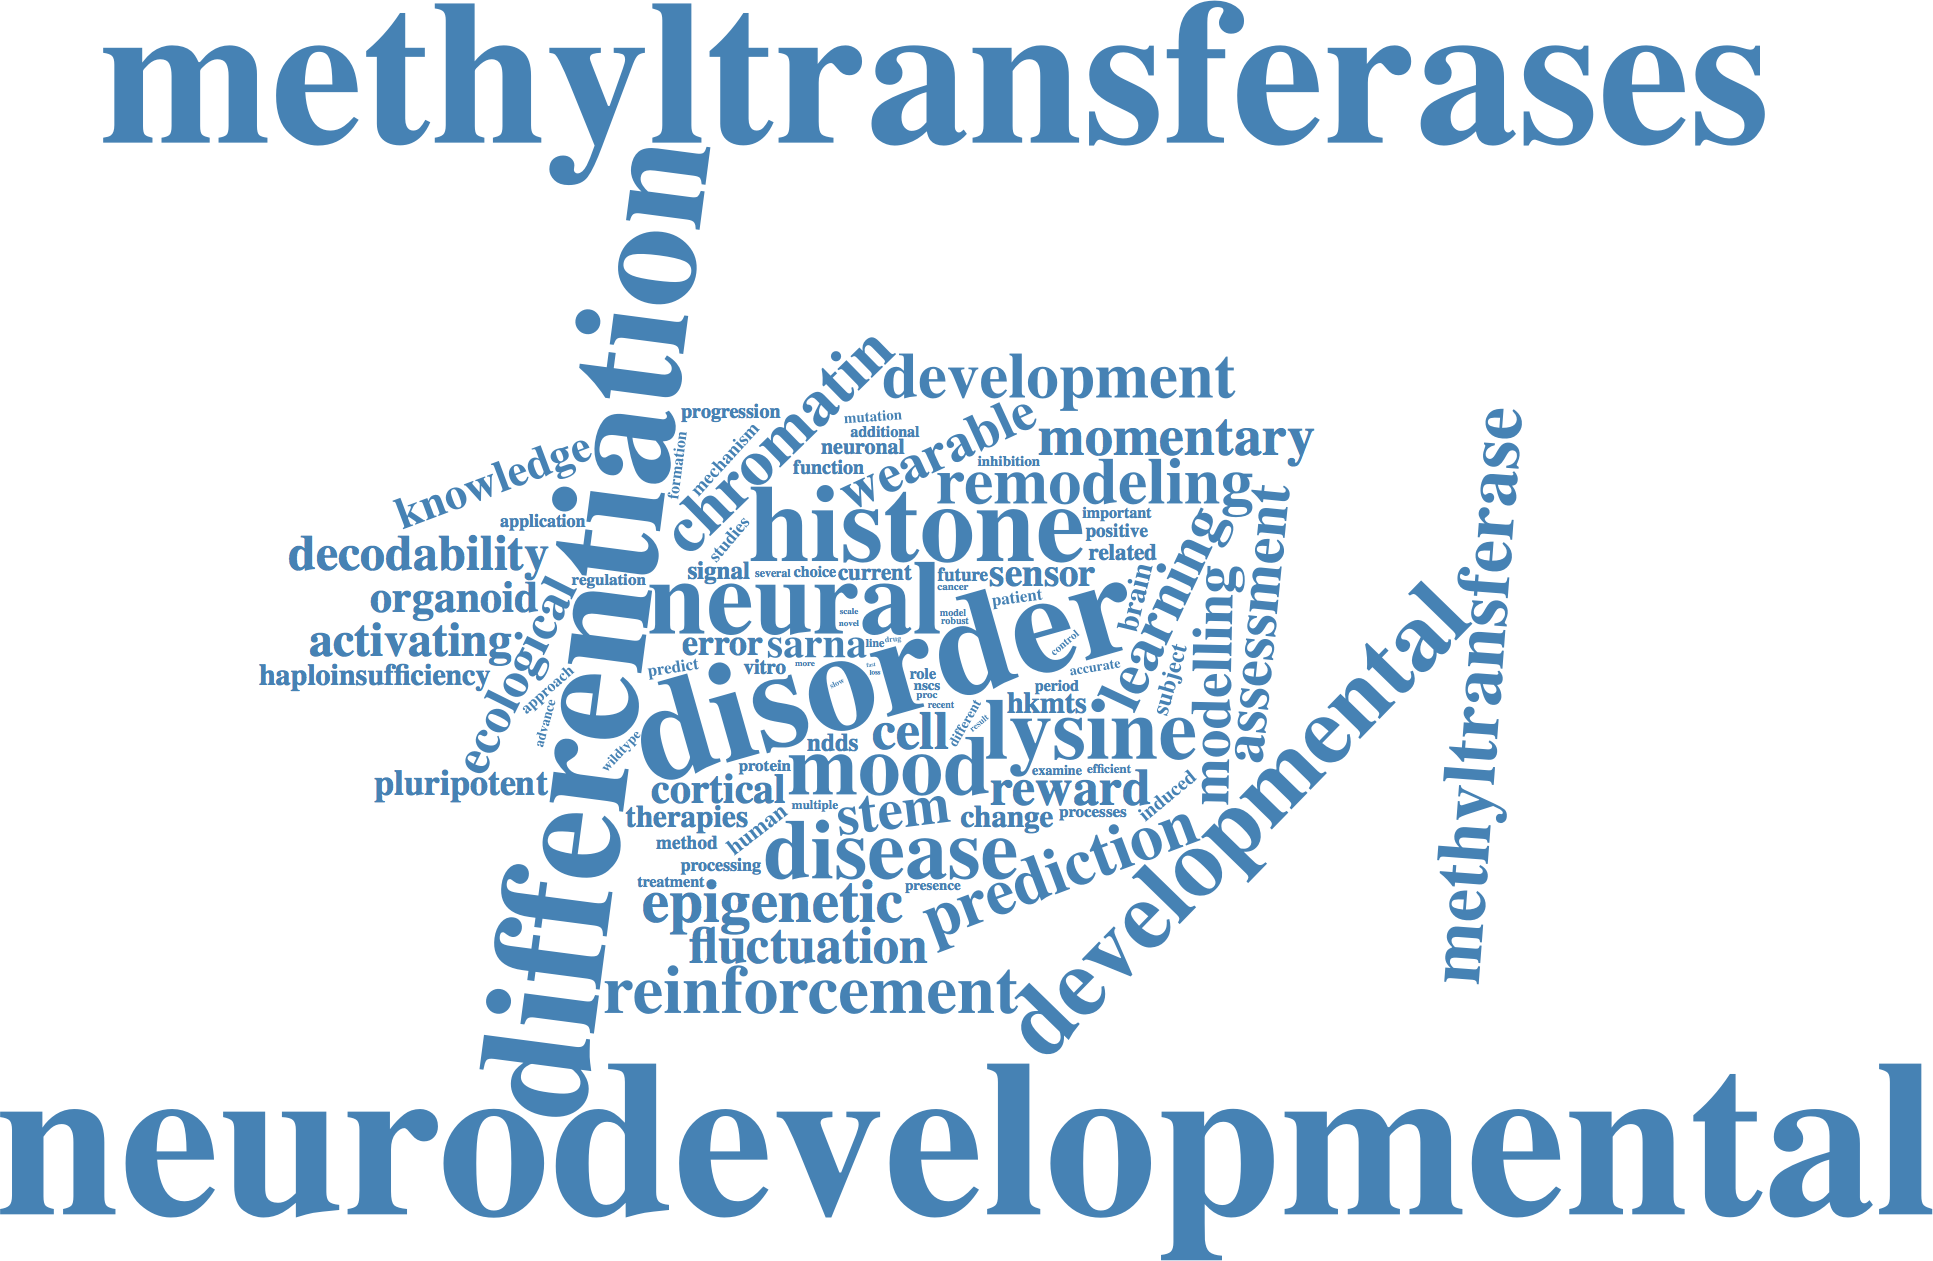 methyltransferases
differentiation
development
chromatin
wearable
momentary
progression
mutation
additional
neuronal
function
formation
mechanism
knowledge
inhibition
remodeling
histone
important
positive
related
application
decodability
studies
signal
several
choice
current
future
sensor
cancer
regulation
organoid
neural
scale
novel
model
robust
patient
disorder
brain
learning
modelling
assessment
methyltransferase
activating
ecological
error
sarna
line
drug
control
haploinsufficiency
predict
vitro
more
fast
loss
slow
role
nscs
proc
recent
period
accurate
subject
approach
advance
wildtype
hkmts
different
result
lysine
cell
ndds
developmental
pluripotent
protein
mood
examine
efficient
cortical
reward
induced
multiple
stem
change
processes
therapies
human
method
disease
prediction
processing
treatment
presence
epigenetic
fluctuation
reinforcement
neurodevelopmental